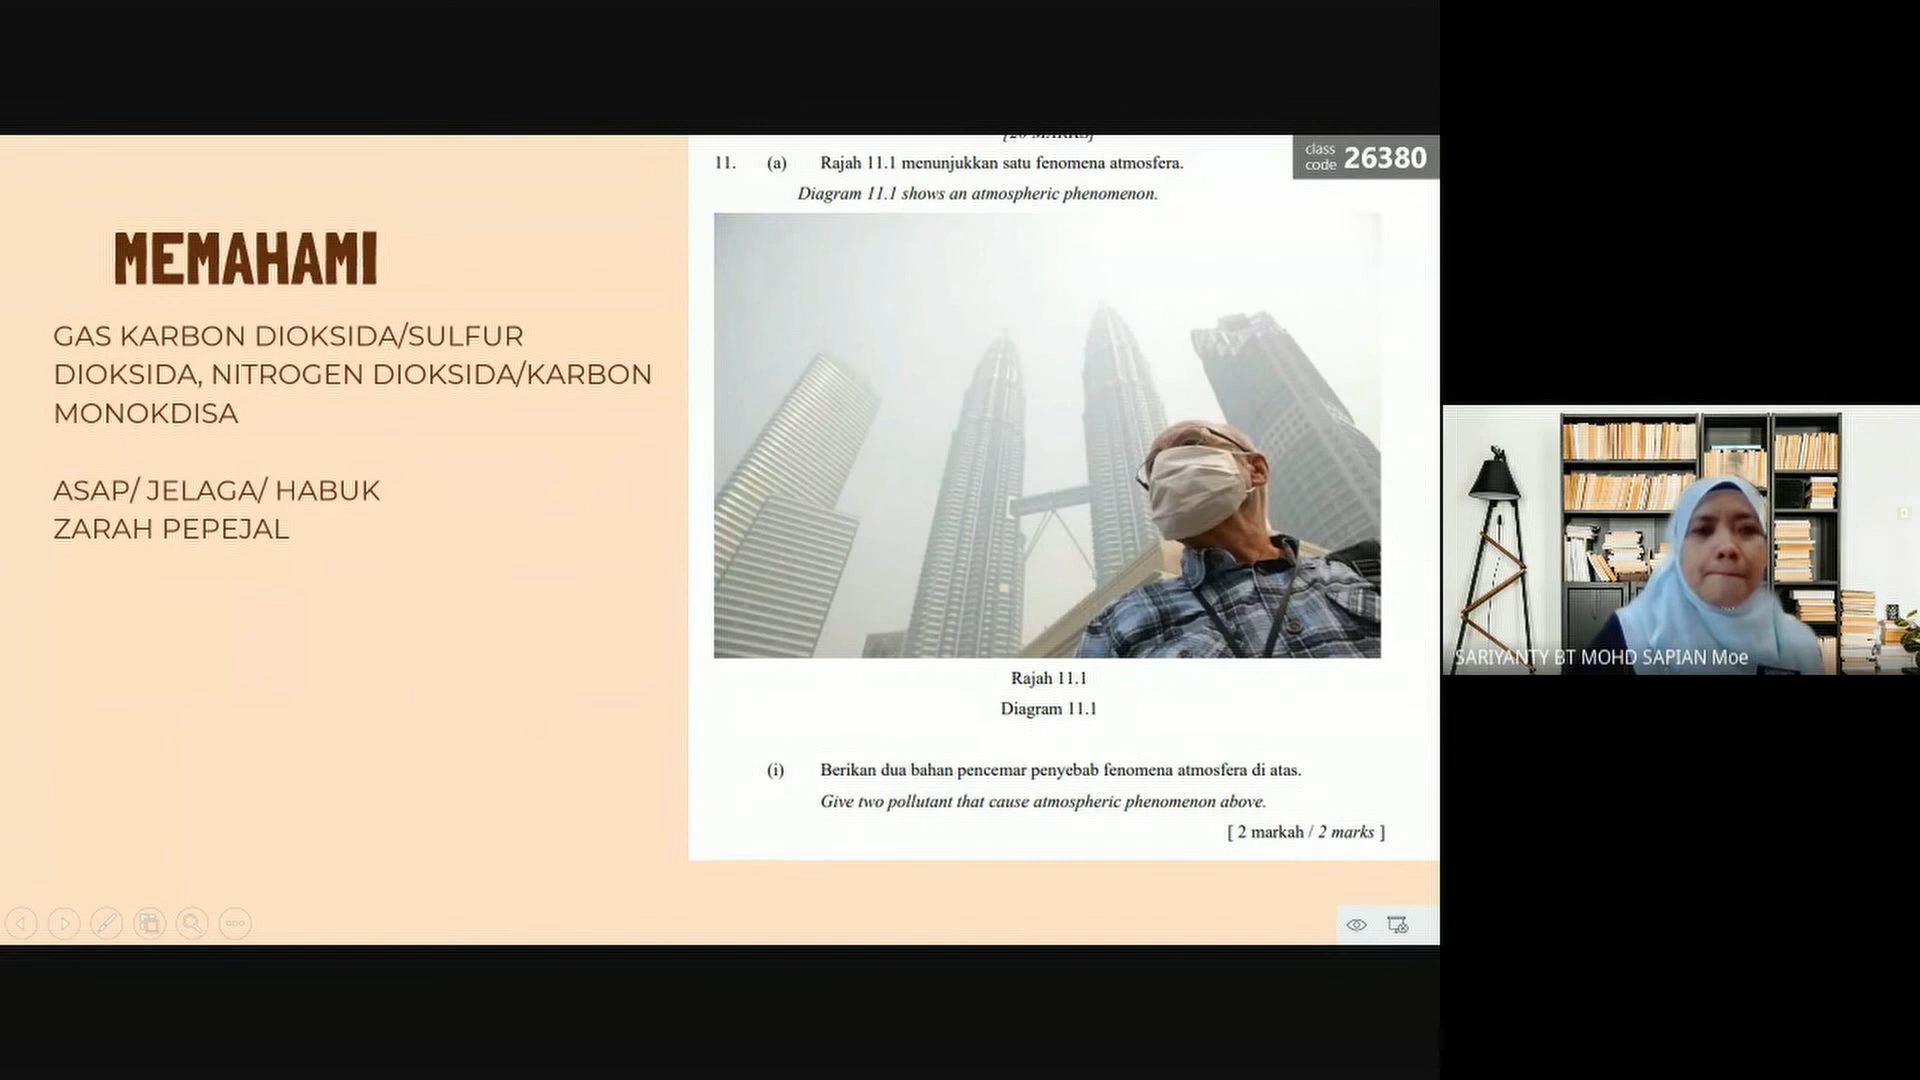 MEMAHAMI
GAS KARBON DIOKSIDA/SULFUR
DIOKSIDA, NITROGEN DIOKSIDA/KARBON
MONOKDISA
ASAP/ JELAGA/ HABUK
ZARAH PEPEJAL
[20 MARKS]
class
code 26380
11. (a) Rajah 11.1 menunjukkan satu fenomena atmosfera.
Diagram 11.1 shows an atmospheric phenomenon.
Rajah 11.1
Diagram 11.1
(i) Berikan dua bahan pencemar penyebab fenomena atmosfera di atas.
Give two pollutant that cause atmospheric phenomenon above.
[ 2 markah / 2 marks ]
SARIYANTY BT MOHD SAPIAN Moe